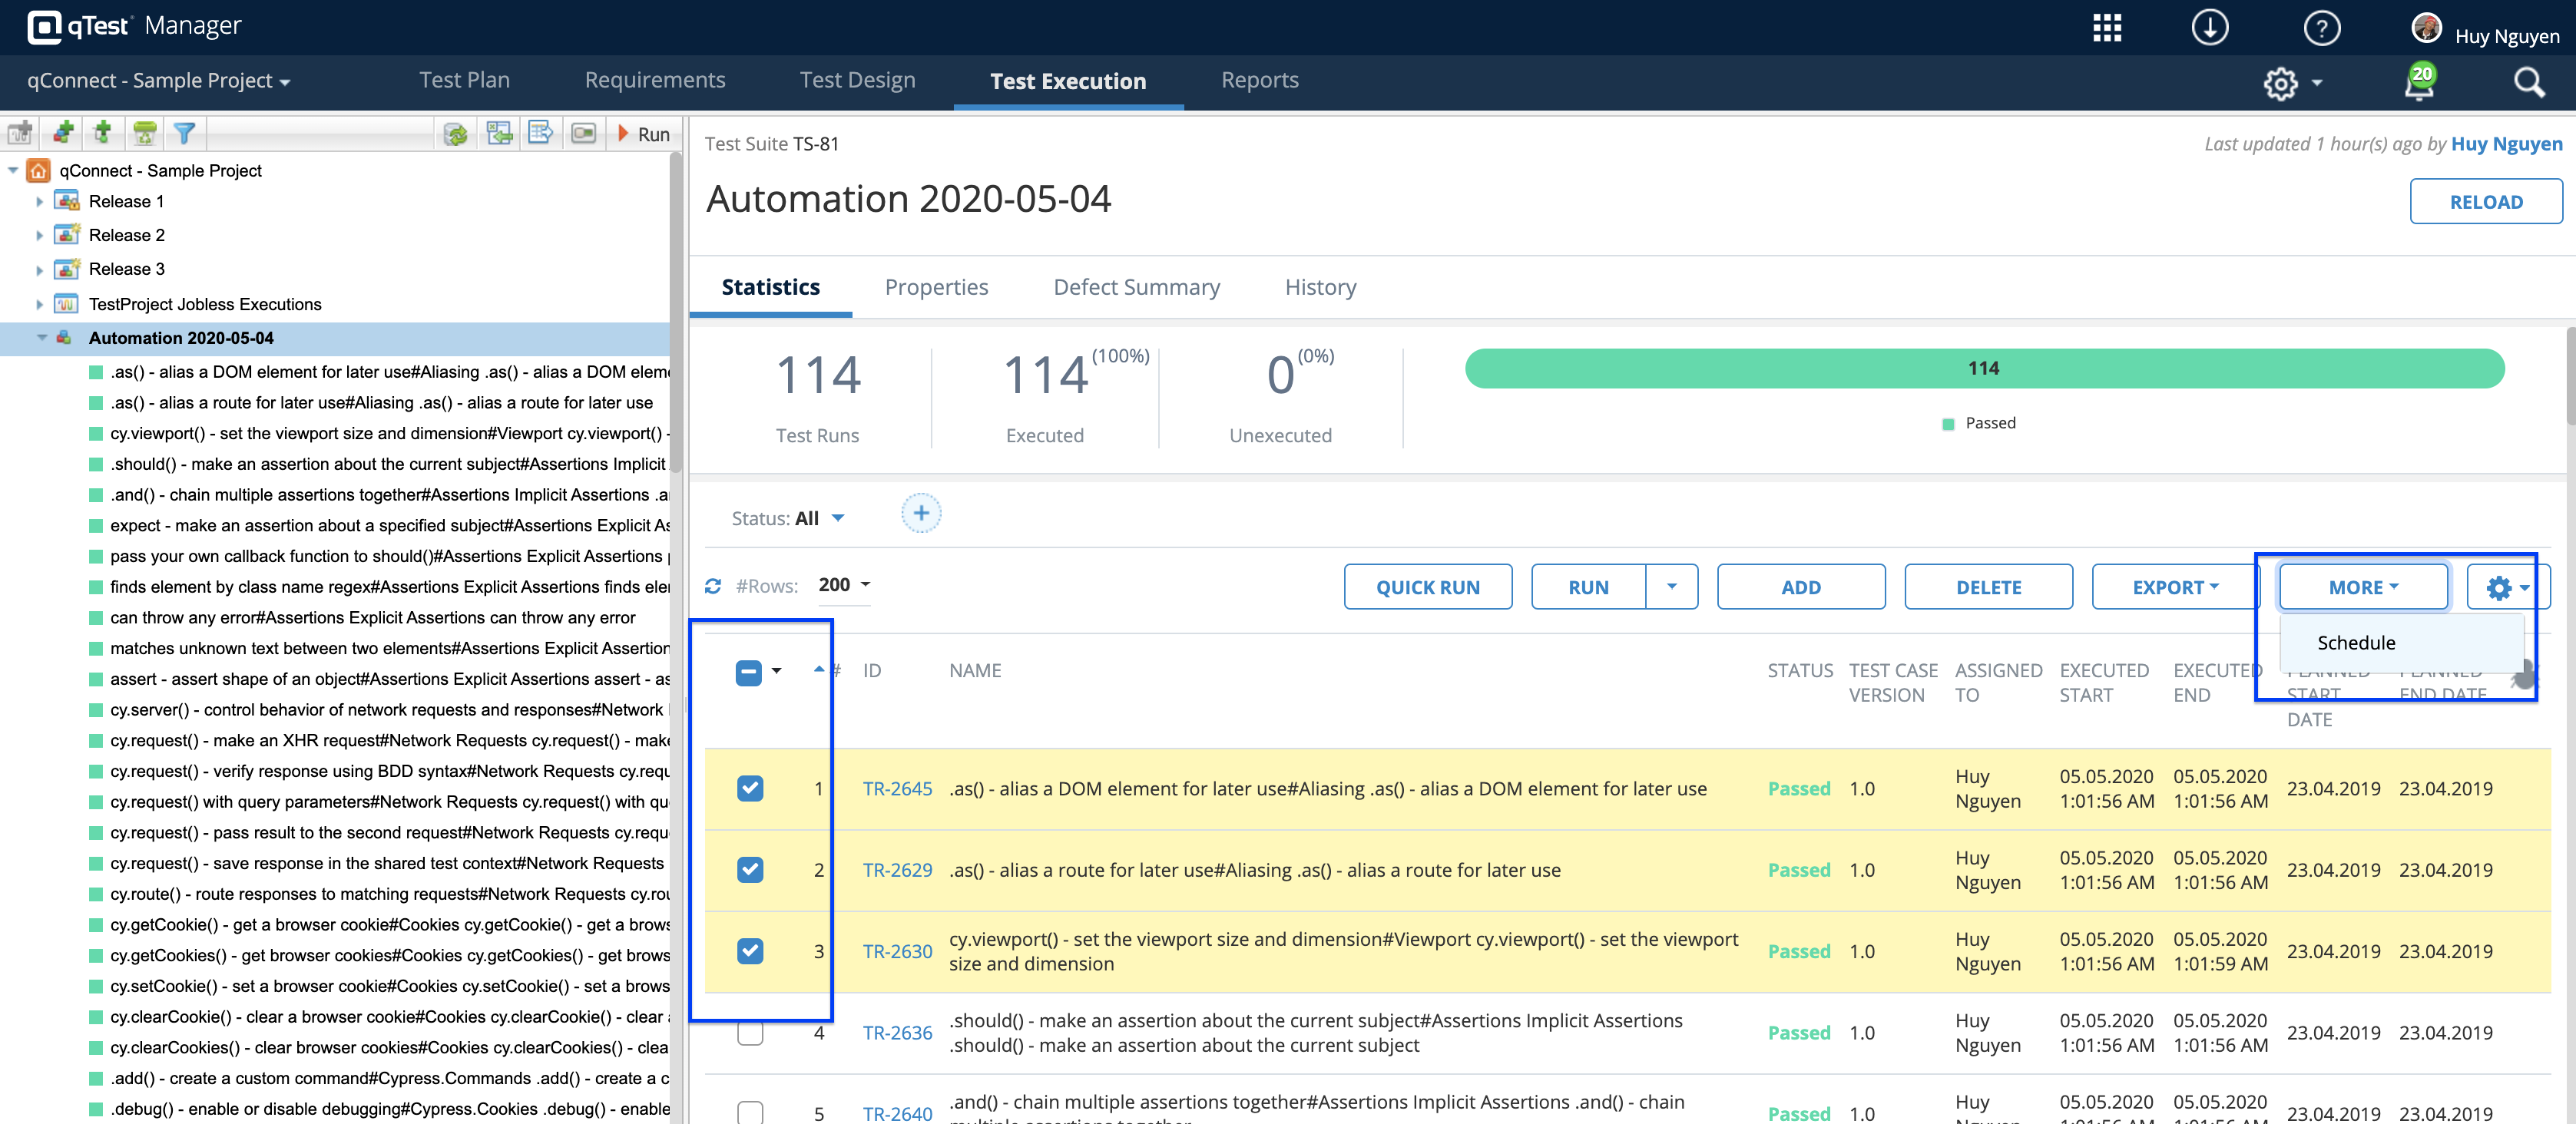 qTest Manager
Huy Nguyen
qConnect - Sample Project
Test Plan
Requirements
Test Design
Test Execution
Reports
20
Run
qConnect - Sample Project
Release 1
Release 2
Release 3
TestProject Jobless Executions
Automation 2020-05-04
.as() - alias a DOM element for later use#Aliasing .as() - alias a DOM elem
.as() - alias a route for later use#Aliasing .as() - alias a route for later use
cy.viewport() - set the viewport size and dimension#Viewport cy.viewport() -
.should() - make an assertion about the current subject#Assertions Implicit
.and() - chain multiple assertions together#Assertions Implicit Assertions .a
expect - make an assertion about a specified subject#Assertions Explicit As
pass your own callback function to should()#Assertions Explicit Assertions
finds element by class name regex#Assertions Explicit Assertions finds ele
can throw any error#Assertions Explicit Assertions can throw any error
matches unknown text between two elements#Assertions Explicit Assertion
assert - assert shape of an object#Assertions Explicit Assertions assert - as
cy.server() - control behavior of network requests and responses#Network
cy.request() - make an XHR request#Network Requests cy.request() - make
cy.request() - verify response using BDD syntax#Network Requests cy.requ
cy.request() with query parameters#Network Requests cy.request() with qu
cy.request() - pass result to the second request#Network Requests cy.requ
cy.request() - save response in the shared test context#Network Requests
cy.route() - route responses to matching requests#Network Requests cy.rou
cy.getCookie() - get a browser cookie#Cookies cy.getCookie() - get a brows
cy.getCookies() - get browser cookies#Cookies cy.getCookies() - get brows
cy.setCookie() - set a browser cookie#Cookies cy.setCookie() - set a brows
cy.clearCookie() - clear a browser cookie#Cookies cy.clearCookie() - clear
cy.clearCookies() - clear browser cookies#Cookies cy.clearCookies() - clea
.add() - create a custom command#Cypress.Commands .add() - create a c
.debug() - enable or disable debugging#Cypress.Cookies .debug() - enable
Test Suite TS-81
Last updated 1 hour(s) ago by Huy Nguyen
Automation 2020-05-04
RELOAD
Statistics
Properties
Defect Summary
History
114
Test Runs
114 (100%)
Executed
0 (0%)
Unexecuted
114
Passed
Status: All
#Rows: 200
QUICK RUN
RUN
ADD
DELETE
EXPORT
MORE
Schedule
# ID NAME STATUS TEST CASE VERSION ASSIGNED TO EXECUTED START EXECUTED END PLANNED START DATE PLANNED END DATE
1 TR-2645 .as() - alias a DOM element for later use#Aliasing .as() - alias a DOM element for later use Passed 1.0 Huy Nguyen 05.05.2020 1:01:56 AM 05.05.2020 1:01:56 AM 23.04.2019 23.04.2019
2 TR-2629 .as() - alias a route for later use#Aliasing .as() - alias a route for later use Passed 1.0 Huy Nguyen 05.05.2020 1:01:56 AM 05.05.2020 1:01:56 AM 23.04.2019 23.04.2019
3 TR-2630 cy.viewport() - set the viewport size and dimension#Viewport cy.viewport() - set the viewport size and dimension Passed 1.0 Huy Nguyen 05.05.2020 1:01:56 AM 05.05.2020 1:01:59 AM 23.04.2019 23.04.2019
4 TR-2636 .should() - make an assertion about the current subject#Assertions Implicit Assertions .should() - make an assertion about the current subject Passed 1.0 Huy Nguyen 05.05.2020 1:01:56 AM 05.05.2020 1:01:56 AM 23.04.2019 23.04.2019
5 TR-2640 .and() - chain multiple assertions together#Assertions Implicit Assertions .and() - chain multiple assertions together Passed 1.0 Huy 05.05.2020 05.05.2020 23.04.2019 23.04.2019